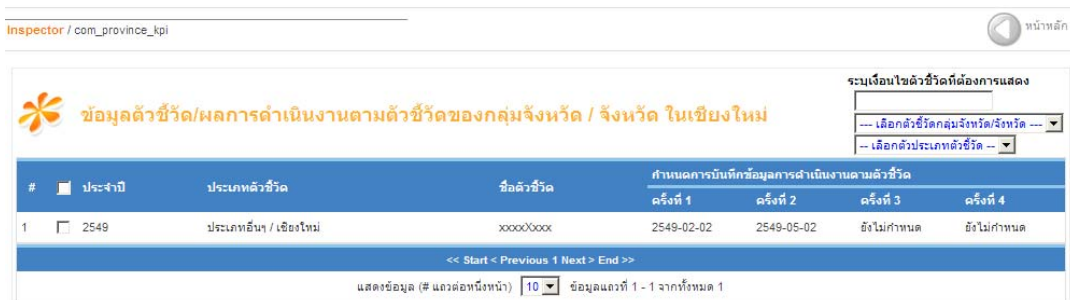 Inspector / com_province_kpi
หน้าหลัก
ระบุเงื่อนไขตัวชี้วัดที่ต้องการแสดง
ข้อมูลตัวชี้วัด/ผลการดำเนินงานตามตัวชี้วัดของกลุ่มจังหวัด / จังหวัด ในเชียงใหม่
--- เลือกตัวชี้วัดกลุ่มจังหวัด/จังหวัด ---
-- เลือกตัวประเภทตัวชี้วัด --
# ประจำปี ประเภทตัวชี้วัด ชื่อตัวชี้วัด กำหนดการบันทึกข้อมูลการดำเนินงานตามตัวชี้วัด
ครั้งที่ 1 ครั้งที่ 2 ครั้งที่ 3 ครั้งที่ 4
1 2549 ประเภทอื่นๆ / เชียงใหม่ xxxxXxxx 2549-02-02 2549-05-02 ยังไม่กำหนด ยังไม่กำหนด
<< Start < Previous 1 Next > End >>
แสดงข้อมูล (# แถวต่อหนึ่งหน้า) 10 ข้อมูลแถวที่ 1 - 1 จากทั้งหมด 1